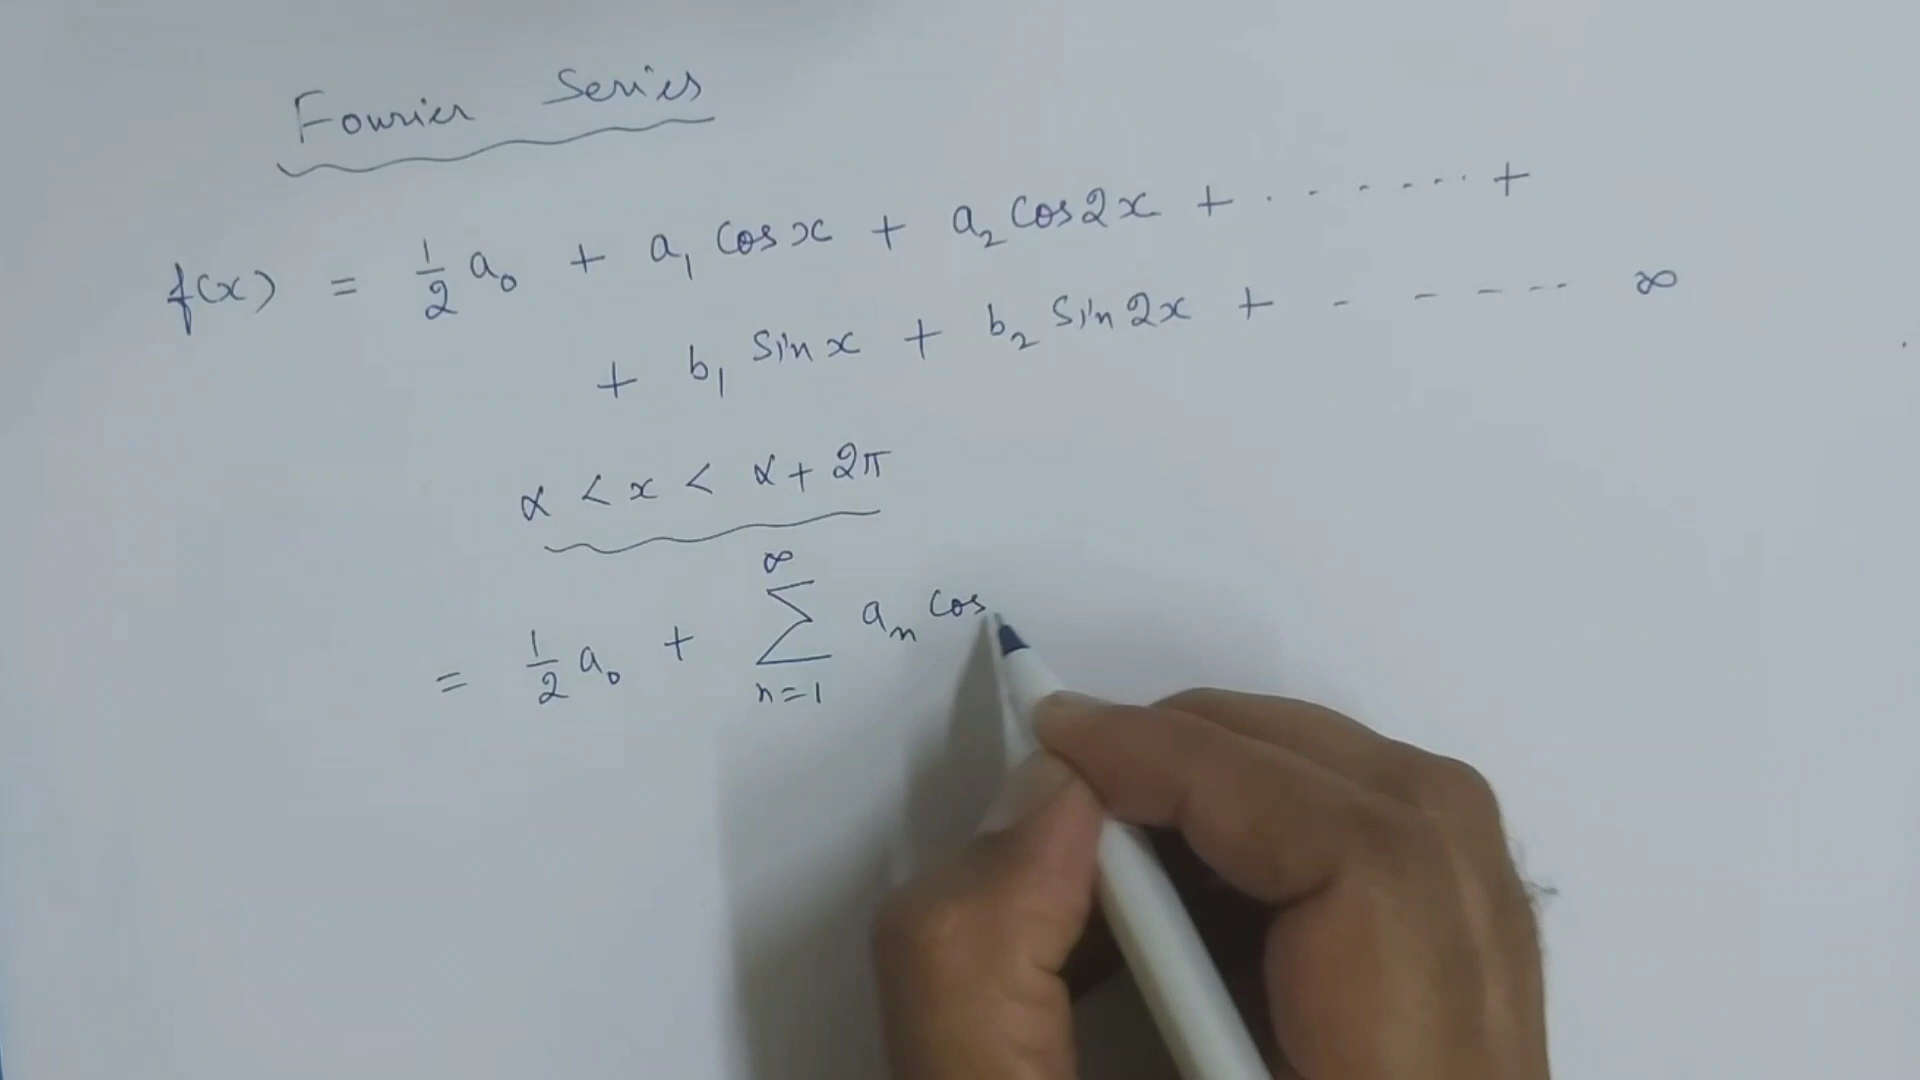 Fourier Series
f(x) = 1/2 a₀ + a₁ cos x + a₂ cos 2x + ....... +
+ b₁ sin x + b₂ sin 2x + - - - - - - ∞
α < x < α + 2π
= 1/2 a₀ + ∑_{n=1}^{∞} aₙ cos